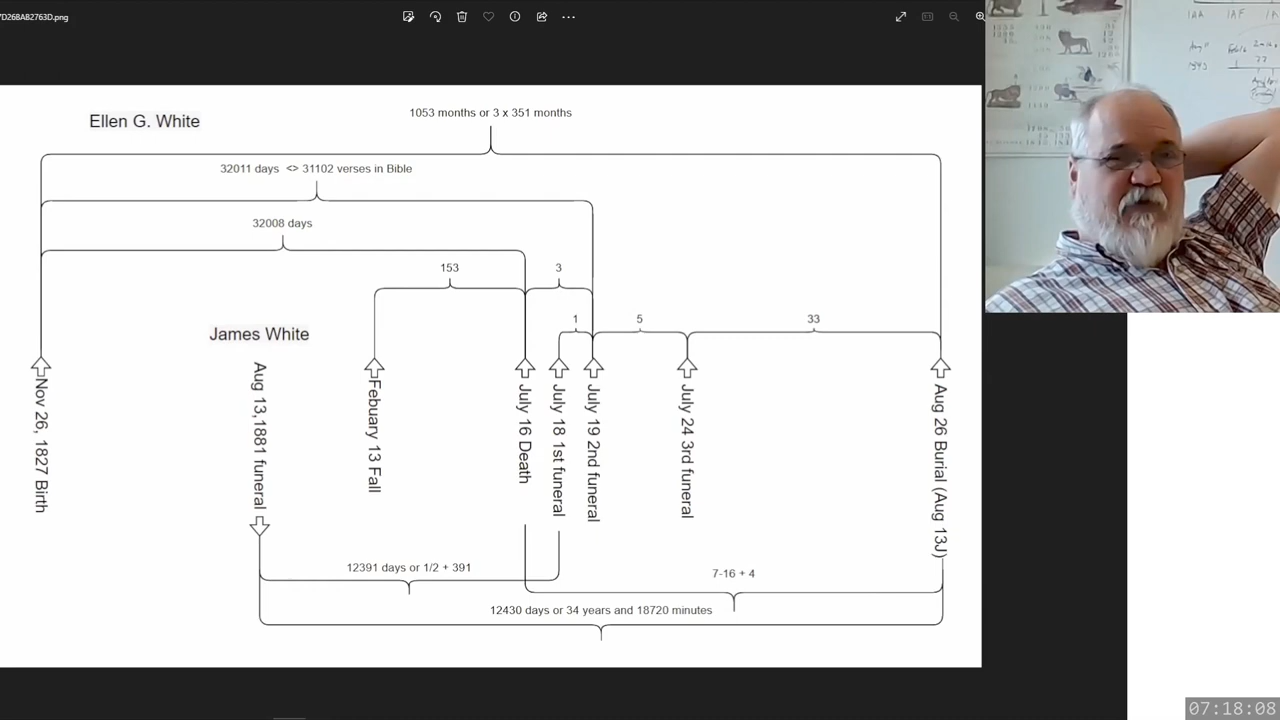 7D26BAB2763D.png
Ellen G. White
1053 months or 3 x 351 months
32011 days <> 31102 verses in Bible
32008 days
153
3
James White
1
5
33
Nov 26, 1827 Birth
Aug 13,1881 funeral
Febuary 13 Fall
July 16 Death
July 18 1st funeral
July 19 2nd funeral
July 24 3rd funeral
Aug 26 Burial (Aug 13J)
12391 days or 1/2 + 391
7-16 + 4
12430 days or 34 years and 18720 minutes
1AA 1AF
07:18:08